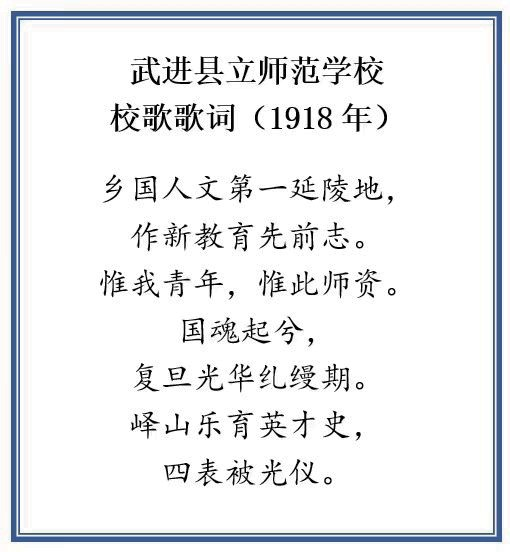 武进县立师范学校
校歌歌词（1918 年）
乡国人文第一延陵地，
作新教育先前志。
惟我青年，惟此师资。
国魂起兮，
复旦光华纠缦期。
峄山乐育英才史，
四表被光仪。